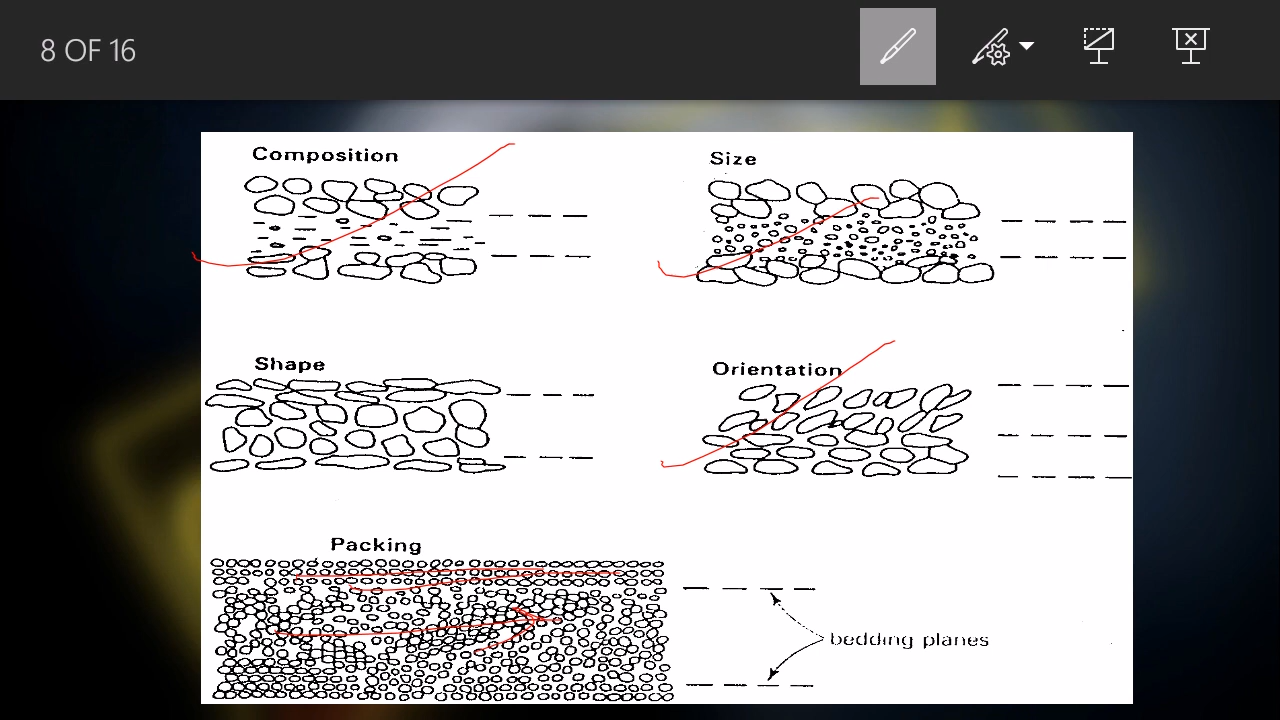 8 OF 16
Composition
Size
Shape
Orientation
Packing
bedding planes